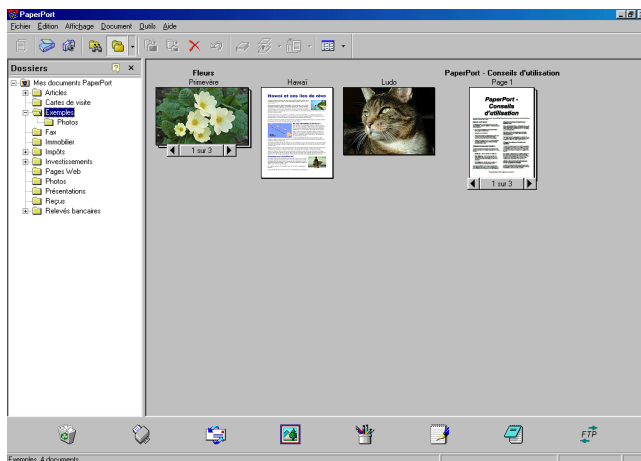 PaperPort
Fichier Edition Affichage Document Outils Aide
Dossiers
Mes documents PaperPort
Articles
Cartes de visite
Exemples
Photos
Fax
Immobilier
Impôts
Investissements
Pages Web
Photos
Présentations
Reçus
Relevés bancaires
Fleurs
Primevère
1 sur 3
Hawaï
Hawaï et ses îles de rêve
Ludo
PaperPort - Conseils d'utilisation
Page 1
PaperPort -
Conseils
d'utilisation
1 sur 3
FTP
Exemples, 4 documents